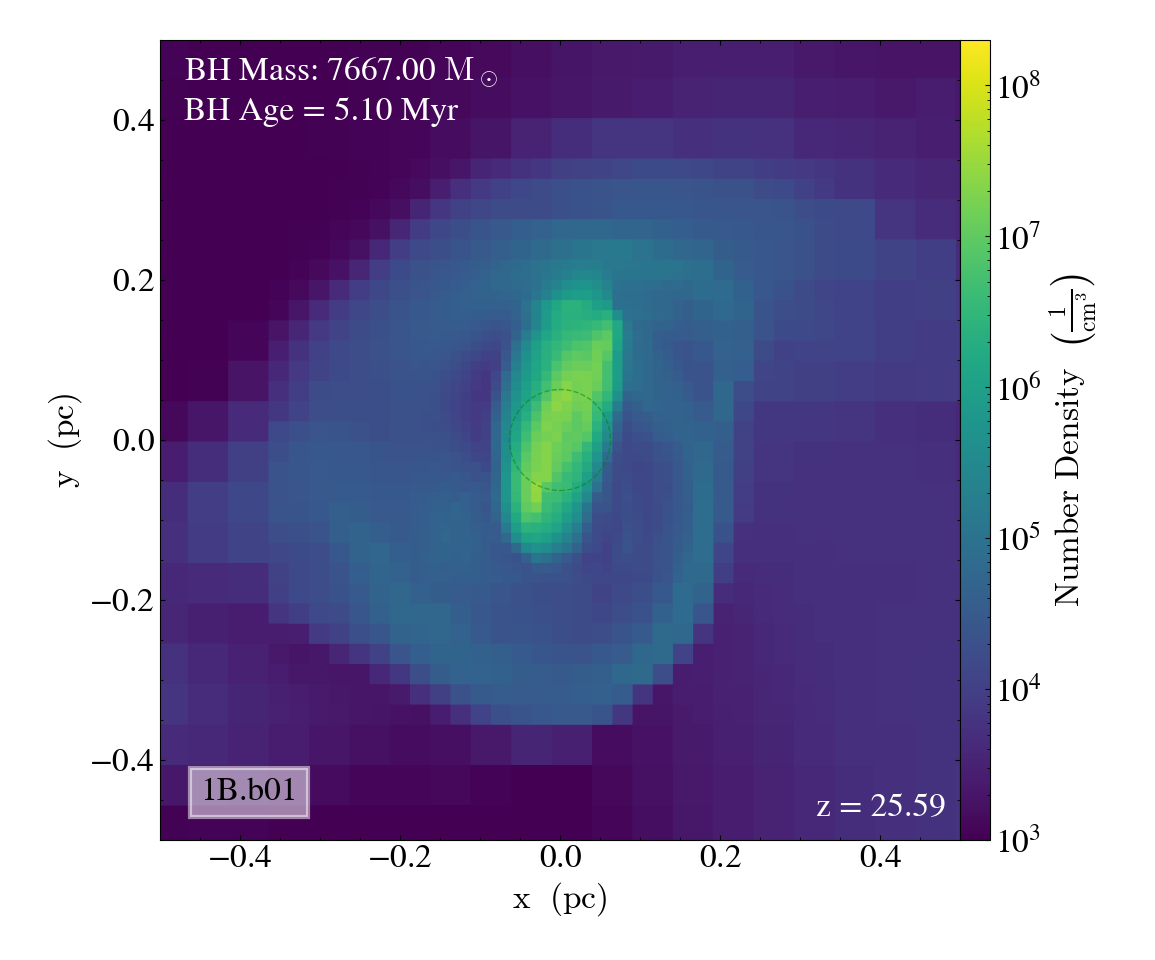 BH Mass: 7667.00 M⊙
BH Age = 5.10 Myr
0.4
0.2
0.0
−0.2
−0.4
y (pc)
1B.b01
z = 25.59
−0.4 −0.2 0.0 0.2 0.4
x (pc)
10⁸
10⁷
10⁶
10⁵
10⁴
10³
Number Density (1/cm³)